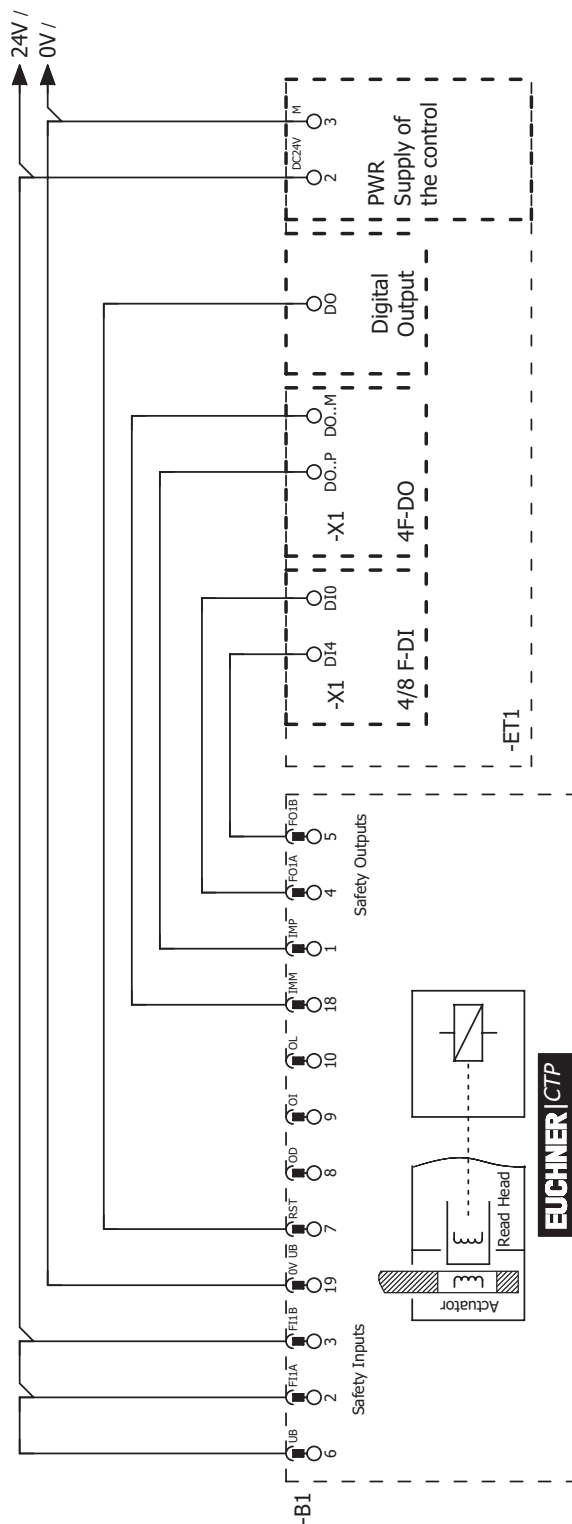 24V /
0V /
-B1
UB
6
FI1A
2
FI1B
3
Safety Inputs
0V UB
19
RST
7
OD
8
OI
9
OL
10
IMM
18
IMP
1
FO1A
4
FO1B
5
Safety Outputs
Actuator
Read Head
EUCHNER CTP
-ET1
DI4
DI0
-X1
4/8 F-DI
DO..P
DO..M
-X1
4F-DO
DO
Digital
Output
DC24V
2
M
3
PWR
Supply of
the control